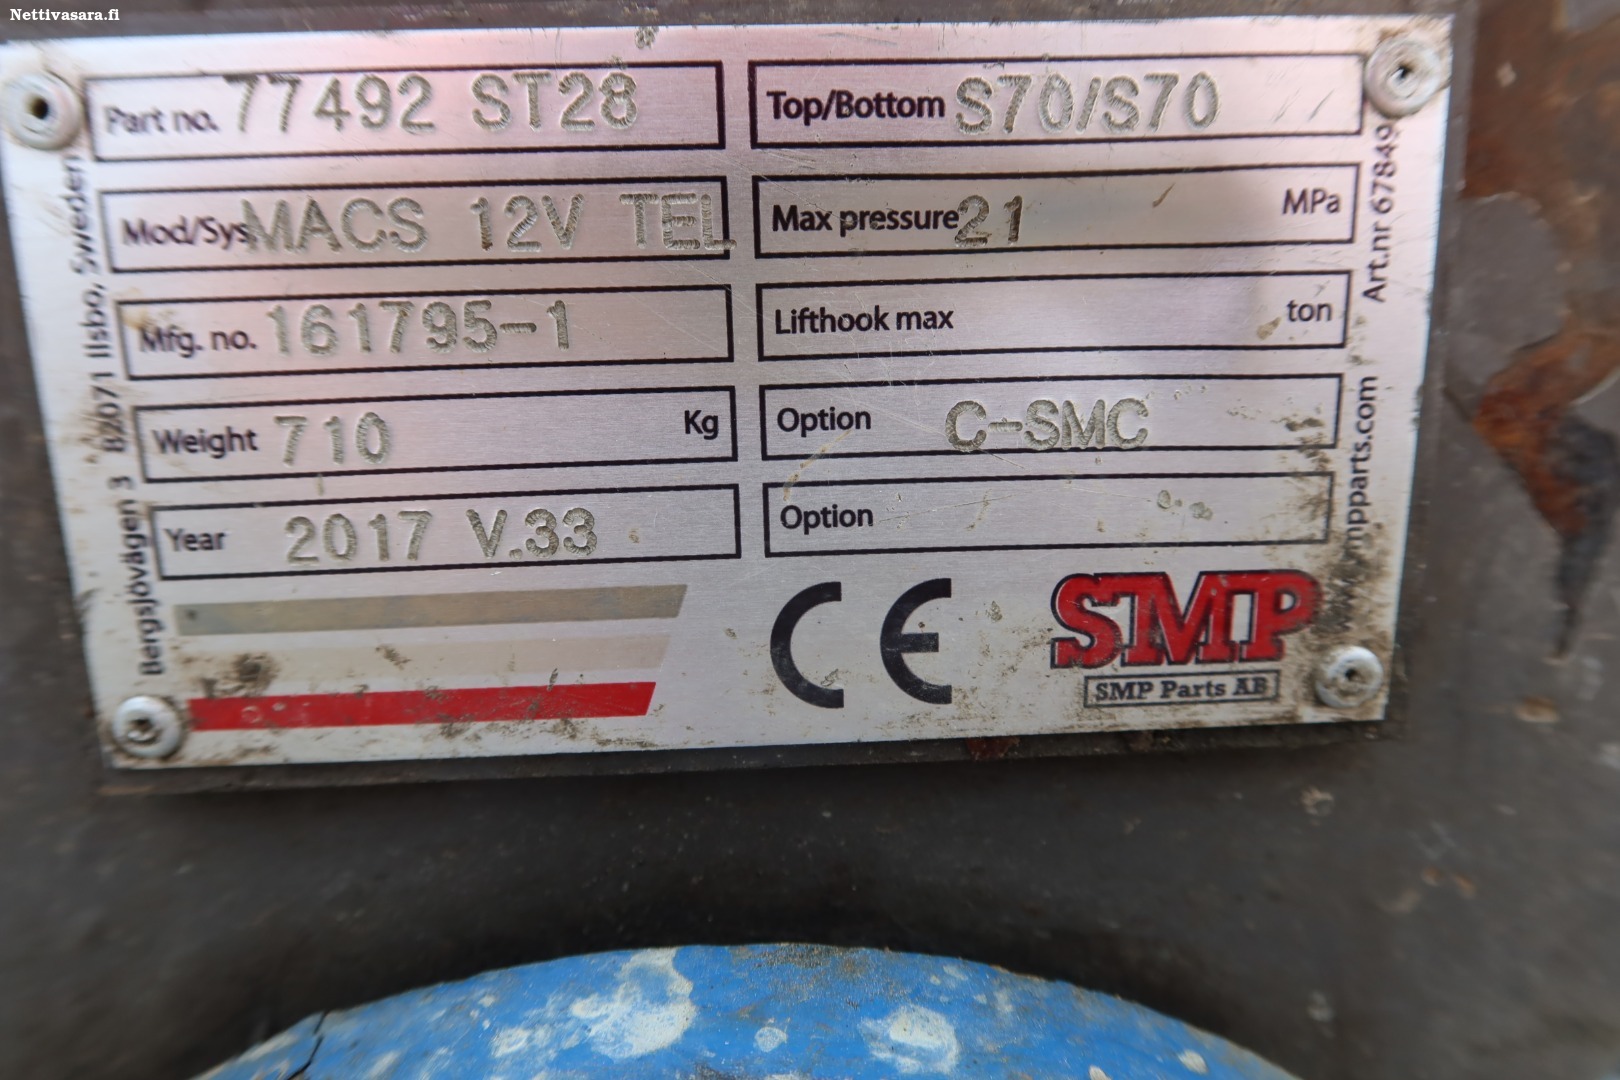 Nettivasara.fi
Part no. 77492 ST28
Mod/Sys MACS 12V TEL
Mfg. no. 161795-1
Weight 710 Kg
Year 2017 V.33
Top/Bottom S70/S70
Max pressure 21 MPa
Lifthook max ton
Option C-SMC
Option
CE
SMP
SMP Parts AB
Bergsjövägen 3 82071 Ilsbo, Sweden
www.smpparts.com Art.nr 67849